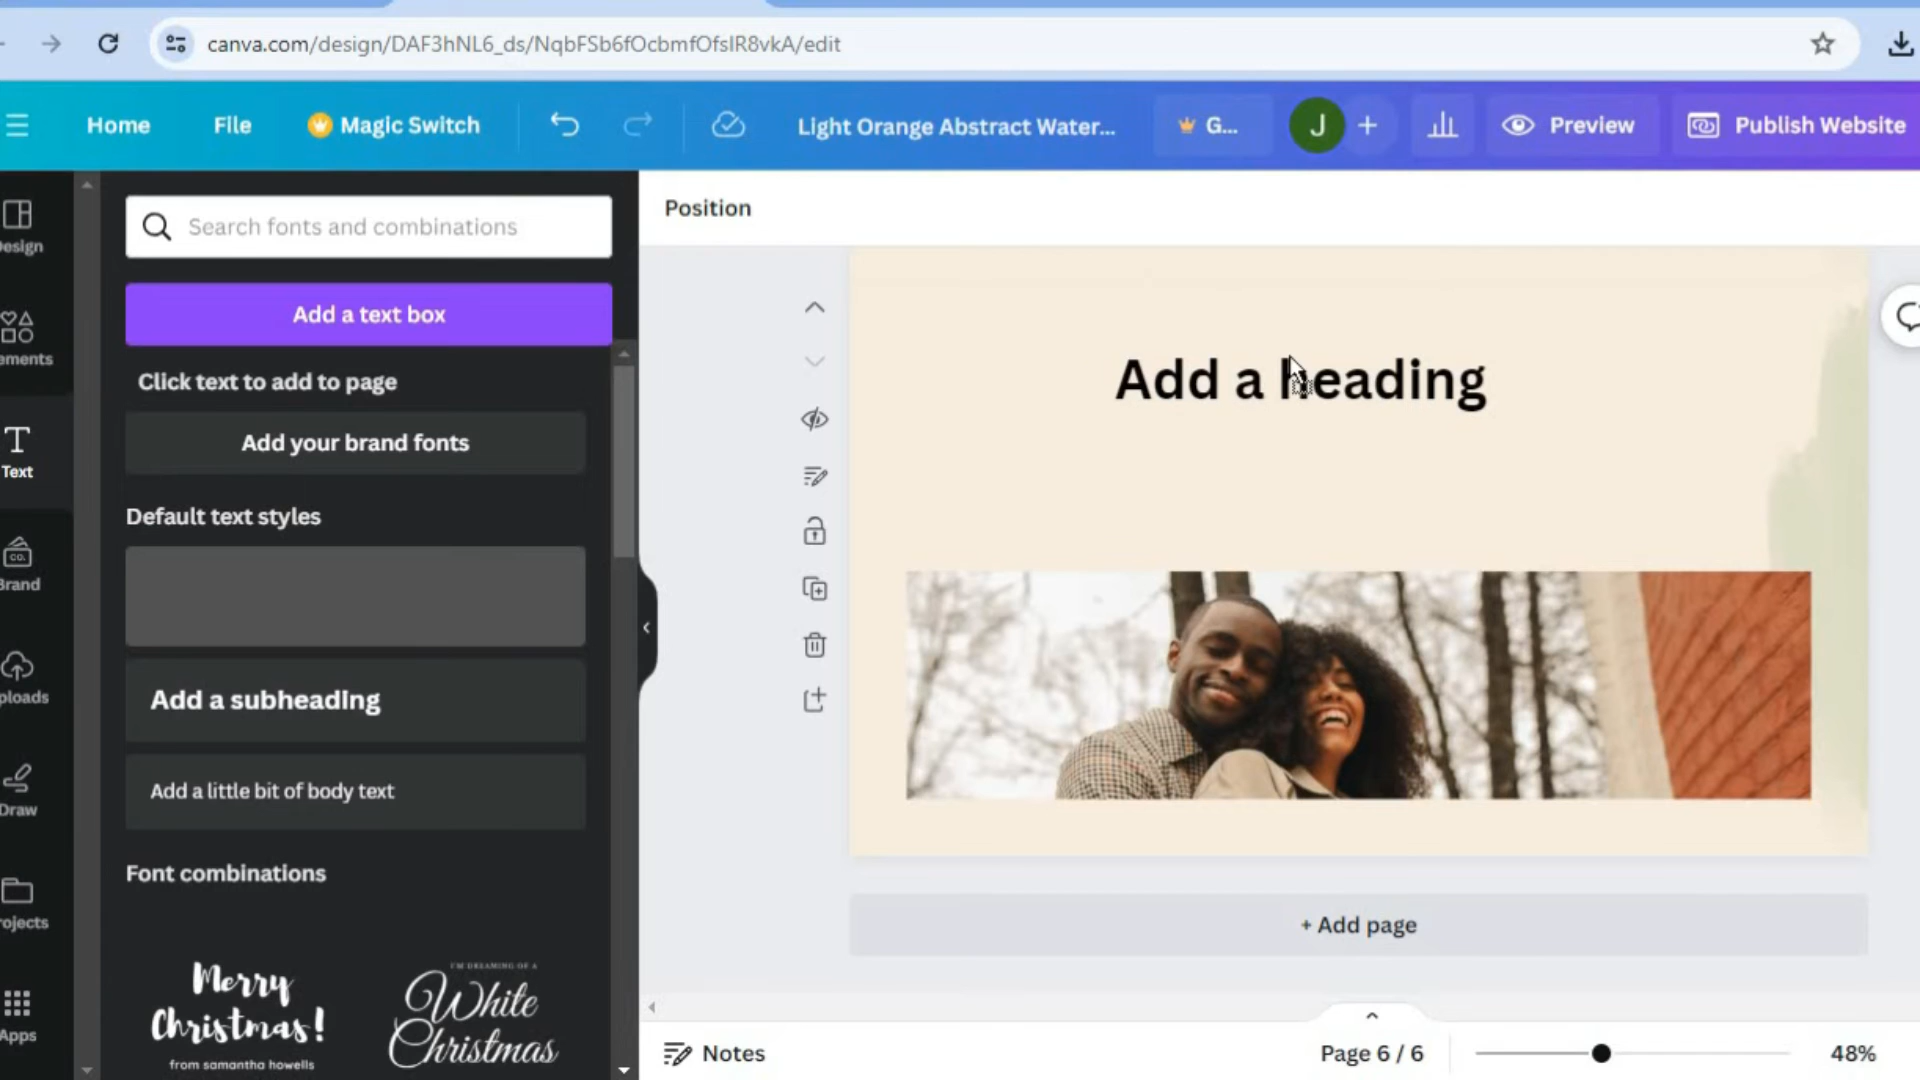 canva.com/design/DAF3hNL6_ds/NqbFSb6fOcbmfOfsIR8vkA/edit
Home
File
Magic Switch
Light Orange Abstract Water...
G...
J
+
Preview
Publish Website
esign
Search fonts and combinations
Position
Add a text box
ements
Click text to add to page
Add a heading
Add your brand fonts
Text
Default text styles
CO.
Brand
ploads
Add a subheading
Add a little bit of body text
Draw
Font combinations
rojects
+ Add page
Merry
Christmas!
from samantha howells
I'M DREAMING OF A
White
Christmas
Apps
Notes
Page 6 / 6
48%